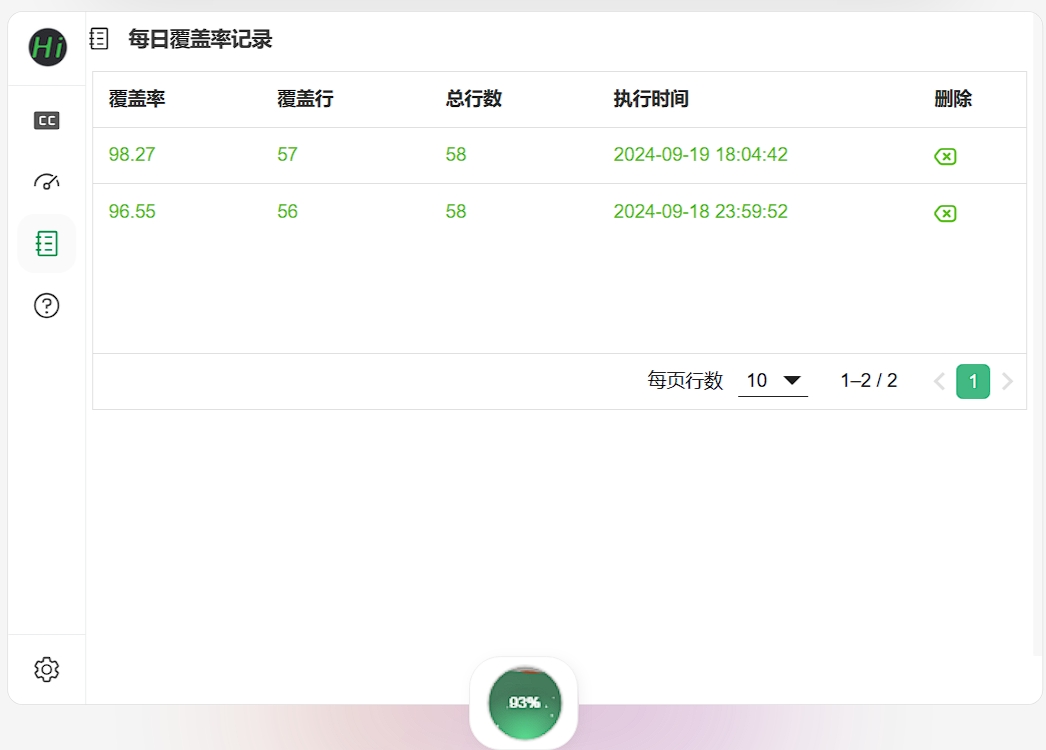 Hi
每日覆盖率记录
CC
覆盖率 覆盖行 总行数 执行时间 删除
98.27 57 58 2024-09-19 18:04:42
96.55 56 58 2024-09-18 23:59:52
每页行数 10 1–2 / 2 1
93%